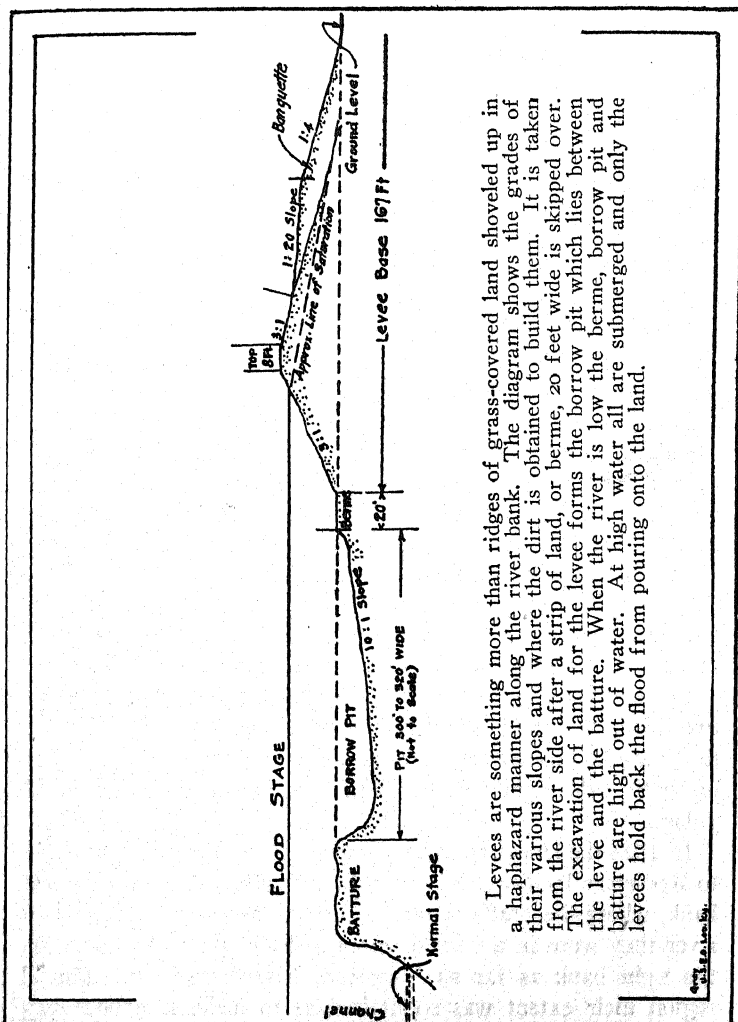 FLOOD STAGE
TOP
8 Ft.
3:1
1:20 Slope
Banquette
1:4
3:1
Approx. Line of Saturation
Ground Level
Channel
Normal Stage
BATTURE
BORROW PIT
10:1 Slope
BERME
PIT 300' TO 320' WIDE
(Not to Scale)
20'
Levee Base 167 Ft
Levees are something more than ridges of grass-covered land shoveled up in
a haphazard manner along the river bank. The diagram shows the grades of
their various slopes and where the dirt is obtained to build them. It is taken
from the river side after a strip of land, or berme, 20 feet wide is skipped over.
The excavation of land for the levee forms the borrow pit which lies between
the levee and the batture. When the river is low the berme, borrow pit and
batture are high out of water. At high water all are submerged and only the
levees hold back the flood from pouring onto the land.